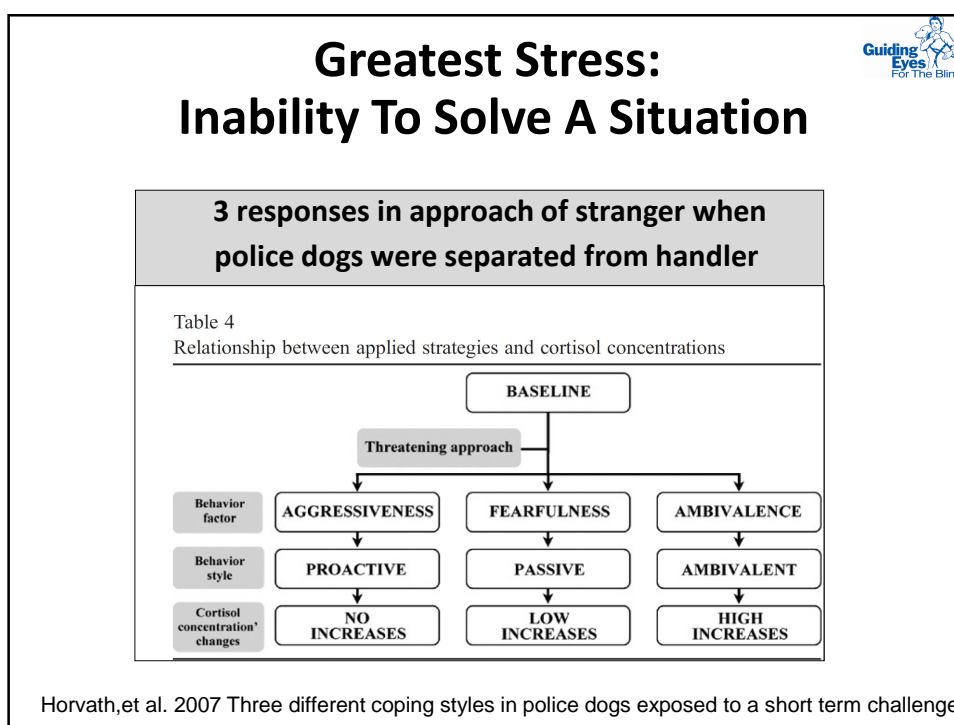 Greatest Stress:
Inability To Solve A Situation
Guiding
Eyes
For The Blin
3 responses in approach of stranger when
police dogs were separated from handler
Table 4
Relationship between applied strategies and cortisol concentrations
BASELINE
Threatening approach
Behavior
factor
AGGRESSIVENESS
FEARFULNESS
AMBIVALENCE
Behavior
style
PROACTIVE
PASSIVE
AMBIVALENT
Cortisol
concentration'
changes
NO
INCREASES
LOW
INCREASES
HIGH
INCREASES
Horvath,et al. 2007 Three different coping styles in police dogs exposed to a short term challenge